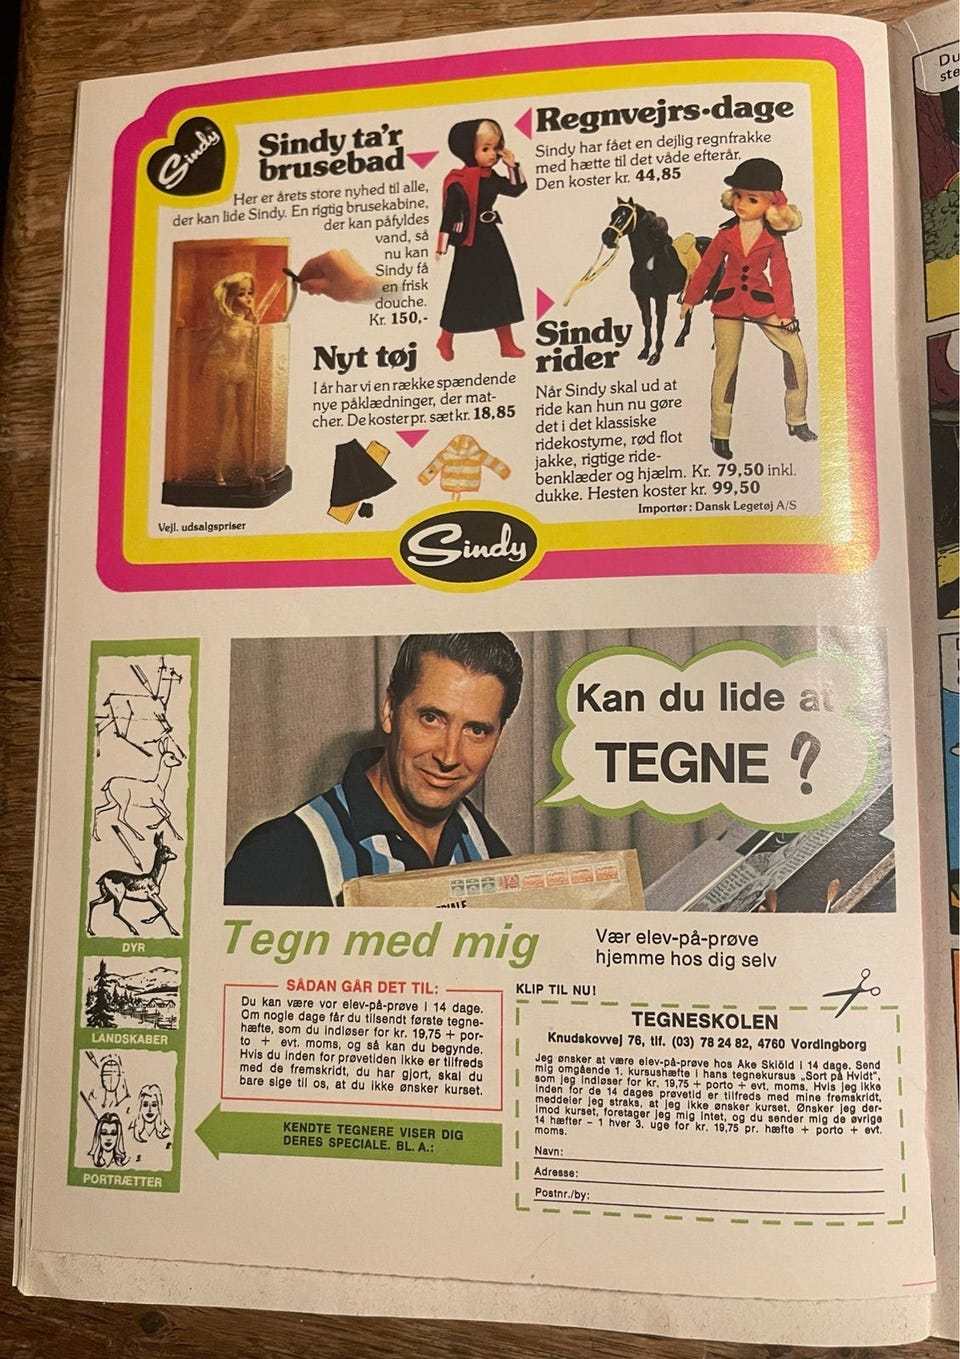 Sindy
Sindy ta'r
brusebad
Her er årets store nyhed til alle,
der kan lide Sindy. En rigtig brusekabine,
der kan påfyldes
vand, så
nu kan
Sindy få
en frisk
douche.
Kr. 150,-
Regnvejrs-dage
Sindy har fået en dejlig regnfrakke
med hætte til det våde efterår.
Den koster kr. 44,85
Nyt tøj
I år har vi en række spændende
nye påklædninger, der mat-
cher. De koster pr. sæt kr. 18,85
Sindy
rider
Når Sindy skal ud at
ride kan hun nu gøre
det i det klassiske
ridekostyme, rød flot
jakke, rigtige ride-
benklæder og hjælm. Kr. 79,50 inkl.
dukke. Hesten koster kr. 99,50
Importør: Dansk Legetøj A/S
Vejl. udsalgspriser
Sindy
Kan du lide at
TEGNE?
DYR
LANDSKABER
PORTRÆTTER
Tegn med mig
Vær elev-på-prøve
hjemme hos dig selv
SÅDAN GÅR DET TIL:
Du kan være vor elev-på-prøve i 14 dage.
Om nogle dage får du tilsendt første tegne-
hæfte, som du indløser for kr. 19,75 + por-
to + evt. moms, og så kan du begynde.
Hvis du inden for prøvetiden ikke er tilfreds
med de fremskridt, du har gjort, skal du
bare sige til os, at du ikke ønsker kurset.
KENDTE TEGNERE VISER DIG
DERES SPECIALE. BL. A.:
KLIP TIL NU!
TEGNESKOLEN
Knudskovvej 76, tlf. (03) 78 24 82, 4760 Vordingborg
Jeg ønsker at være elev-på-prøve hos Åke Skiöld i 14 dage. Send
mig omgående 1. kursushæfte i hans tegnekursus „Sort på Hvidt",
som jeg indløser for kr. 19,75 + porto + evt. moms. Hvis jeg ikke
inden for de 14 dages prøvetid er tilfreds med mine fremskridt,
meddeler jeg straks, at jeg ikke ønsker kurset. Ønsker jeg der-
imod kurset, foretager jeg mig intet, og du sender mig de øvrige
14 hæfter – 1 hver 3. uge for kr. 19,75 pr. hæfte + porto + evt.
moms.
Navn:
Adresse:
Postnr./by:
Du
ste